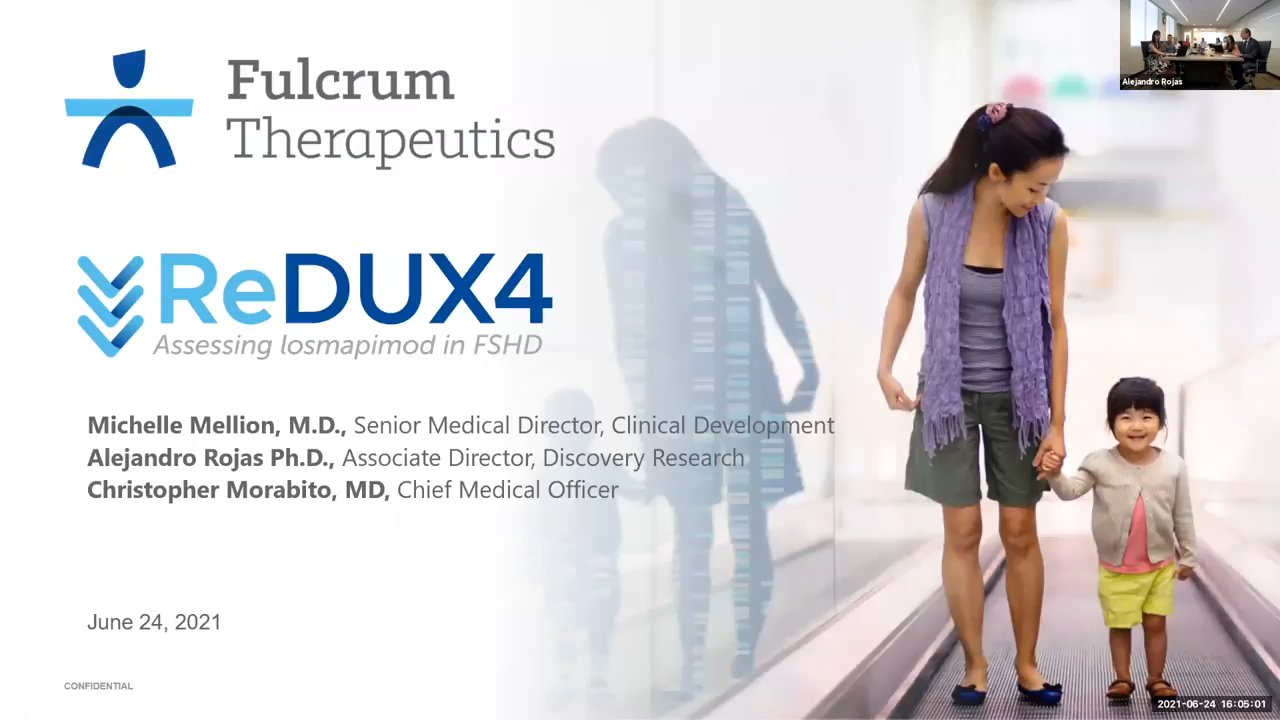 Fulcrum
Therapeutics
Alejandro Rojas
ReDUX4
Assessing losmapimod in FSHD
Michelle Mellion, M.D., Senior Medical Director, Clinical Development
Alejandro Rojas Ph.D., Associate Director, Discovery Research
Christopher Morabito, MD, Chief Medical Officer
June 24, 2021
CONFIDENTIAL
2021-06-24 16:05:01